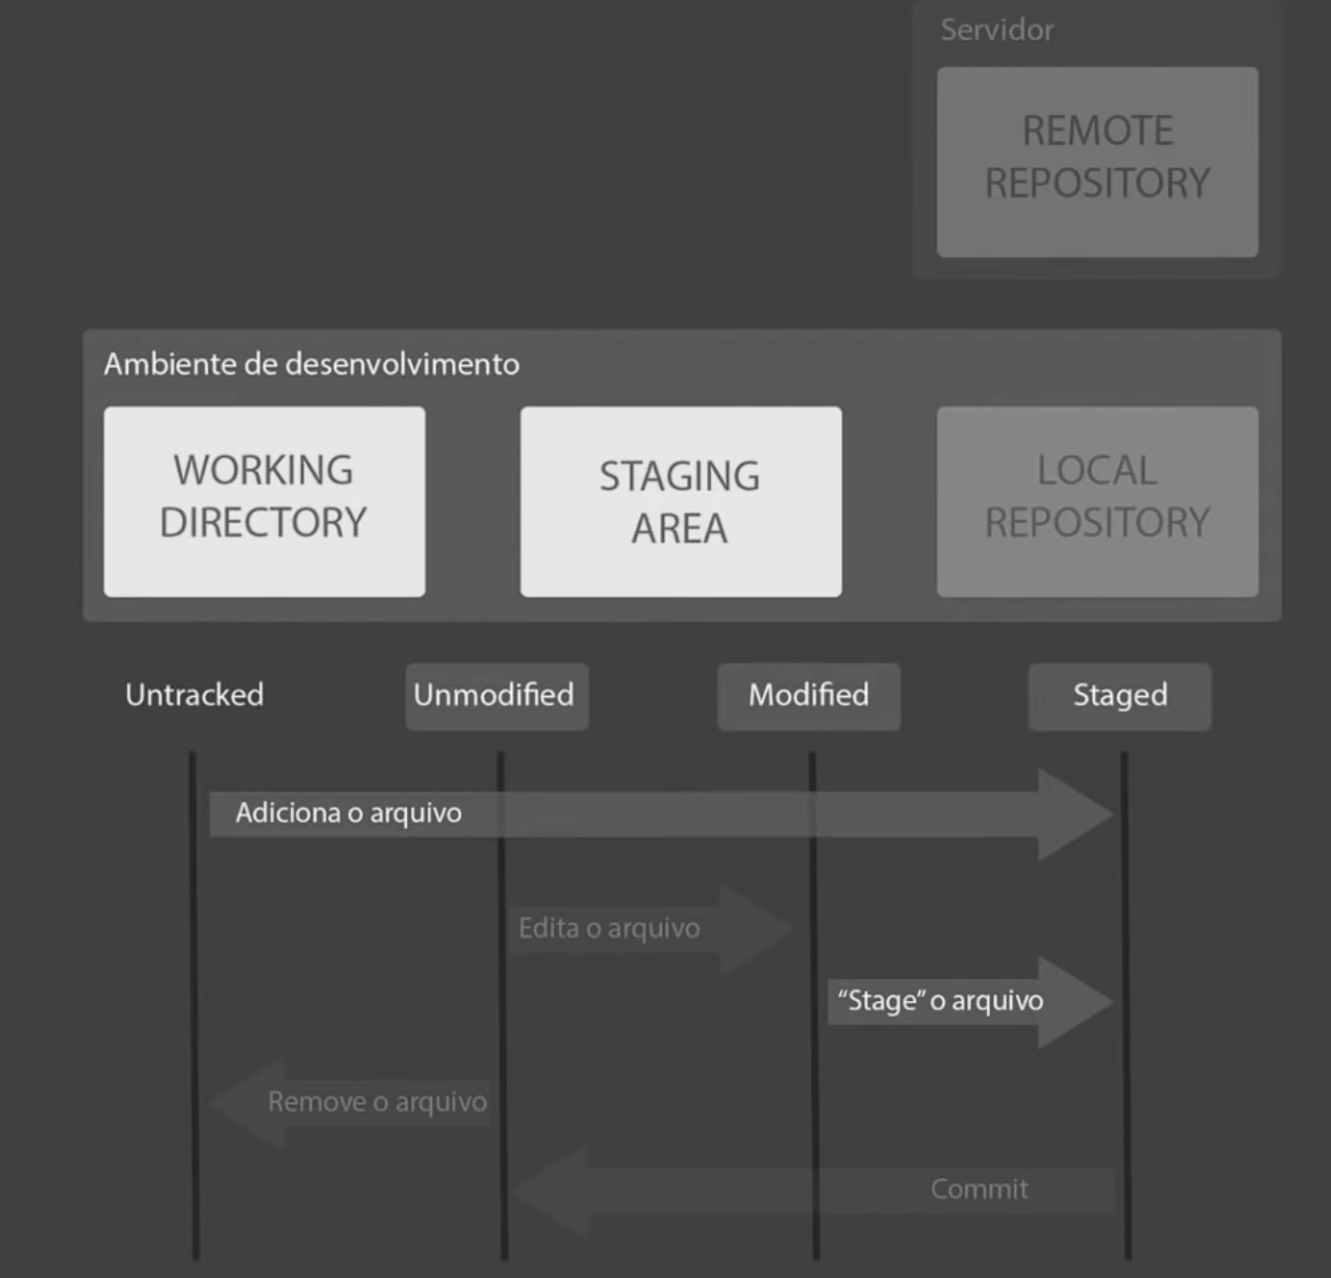 Servidor
REMOTE
REPOSITORY
Ambiente de desenvolvimento
WORKING
DIRECTORY
STAGING
AREA
LOCAL
REPOSITORY
Untracked
Unmodified
Modified
Staged
Adiciona o arquivo
Edita o arquivo
“Stage” o arquivo
Remove o arquivo
Commit